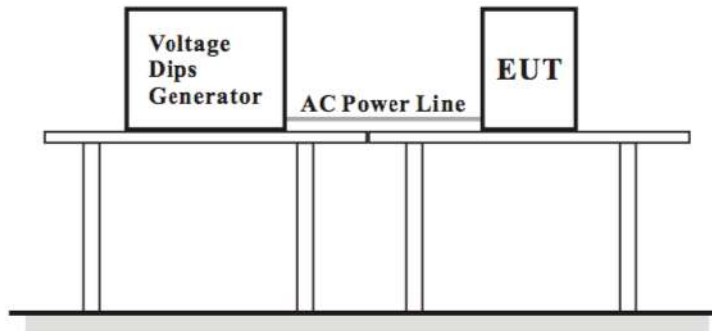 Voltage
Dips
Generator
AC Power Line
EUT